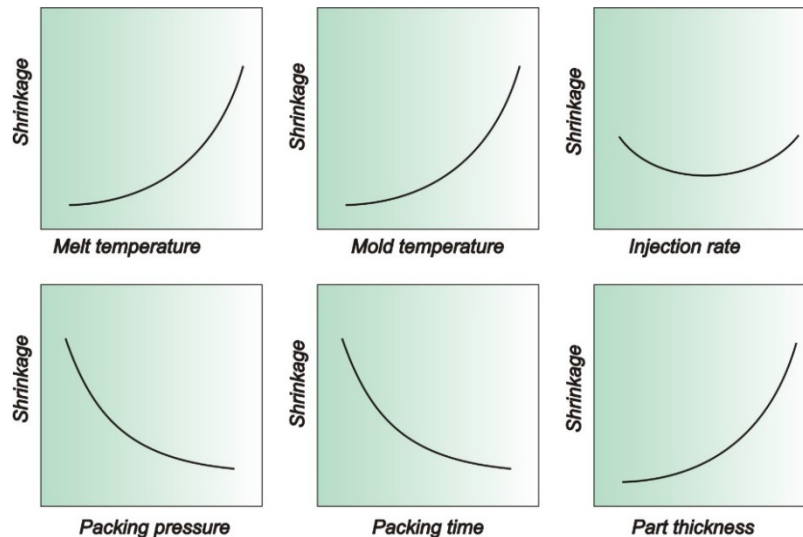 Shrinkage
Melt temperature
Shrinkage
Mold temperature
Shrinkage
Injection rate
Shrinkage
Packing pressure
Shrinkage
Packing time
Shrinkage
Part thickness